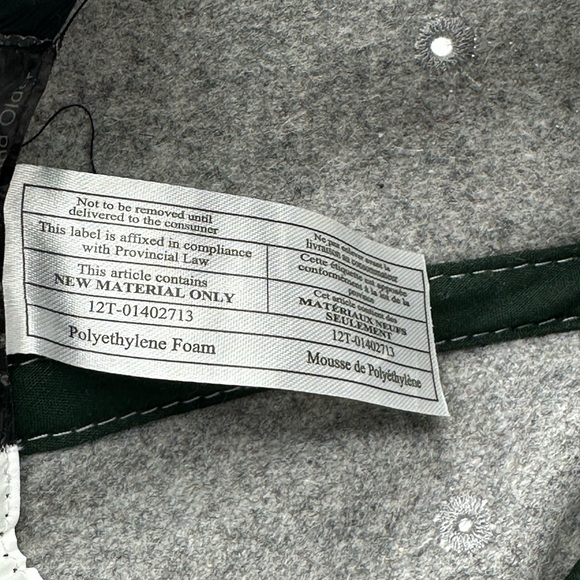 Not to be removed until
delivered to the consumer
This label is affixed in compliance
with Provincial Law
This article contains
NEW MATERIAL ONLY
12T-01402713
Polyethylene Foam
Ne pas enlever avant la
livraison au consommateur
Cette étiquette est apposée
conformément à la loi de la
province
Cet article contient des
MATÉRIAUX NEUFS
SEULEMENT
12T-01402713
Mousse de Polyéthylène